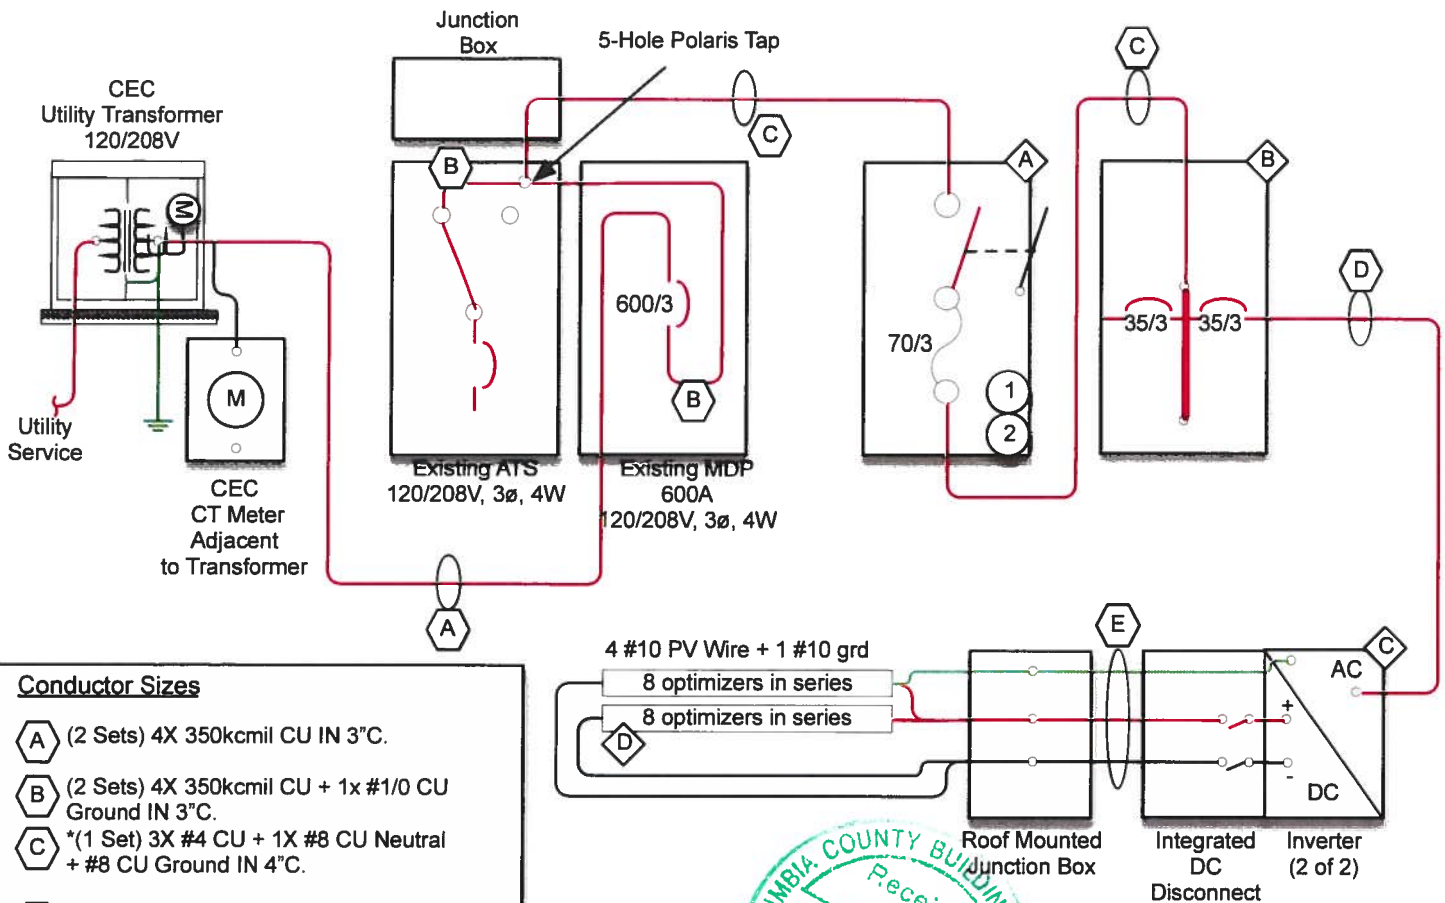 Junction
Box
5-Hole Polaris Tap
CEC
Utility Transformer
120/208V
C
C
B
A
B
M
D
600/3
35/3
35/3
70/3
M
B
1
2
Utility
Service
Existing ATS
120/208V, 3ø, 4W
Existing MDP
600A
120/208V, 3ø, 4W
CEC
CT Meter
Adjacent
to Transformer
A
E
4 #10 PV Wire + 1 #10 grd
8 optimizers in series
8 optimizers in series
D
C
AC
+
-
DC
Roof Mounted
Junction Box
Integrated
DC
Disconnect
Inverter
(2 of 2)
Conductor Sizes
A (2 Sets) 4X 350kcmil CU IN 3"C.
B (2 Sets) 4X 350kcmil CU + 1x #1/0 CU
Ground IN 3"C.
C *(1 Set) 3X #4 CU + 1X #8 CU Neutral
+ #8 CU Ground IN 4"C.
COUNTY